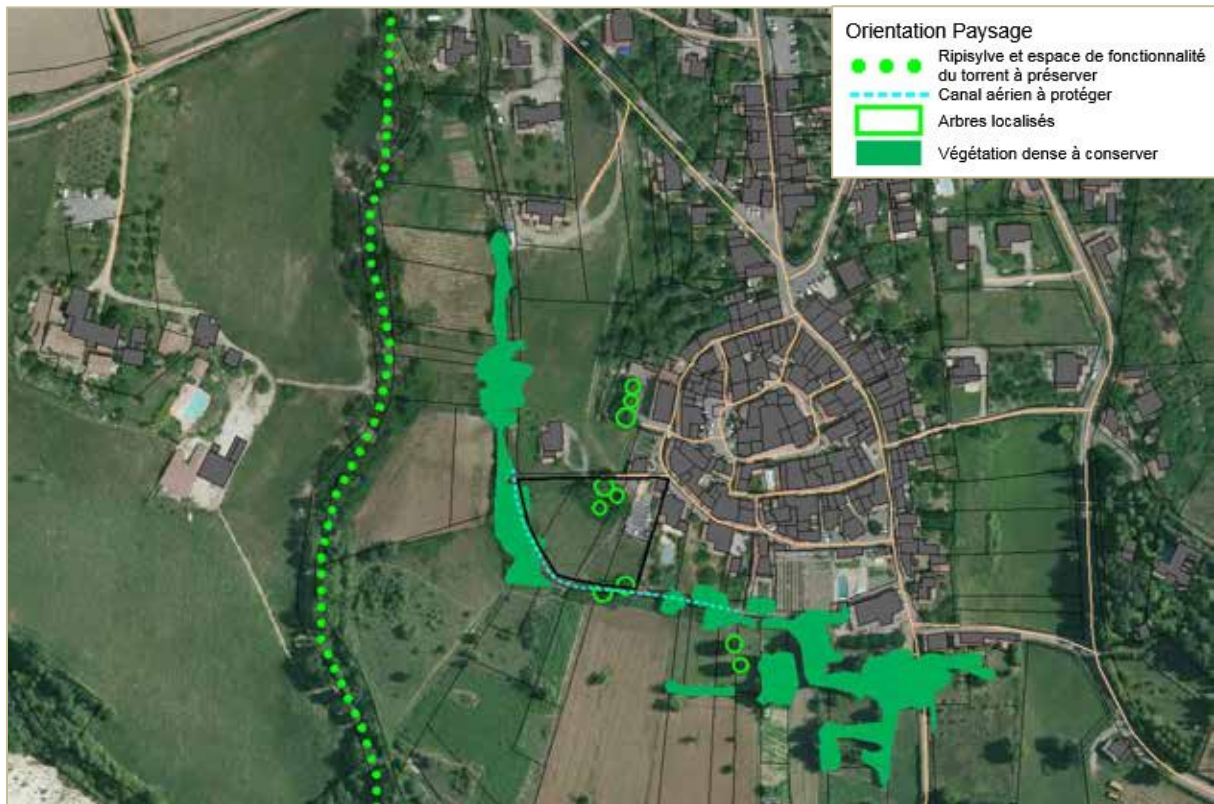 Orientation Paysage
Ripisylve et espace de fonctionnalité
du torrent à préserver
Canal aérien à protéger
Arbres localisés
Végétation dense à conserver